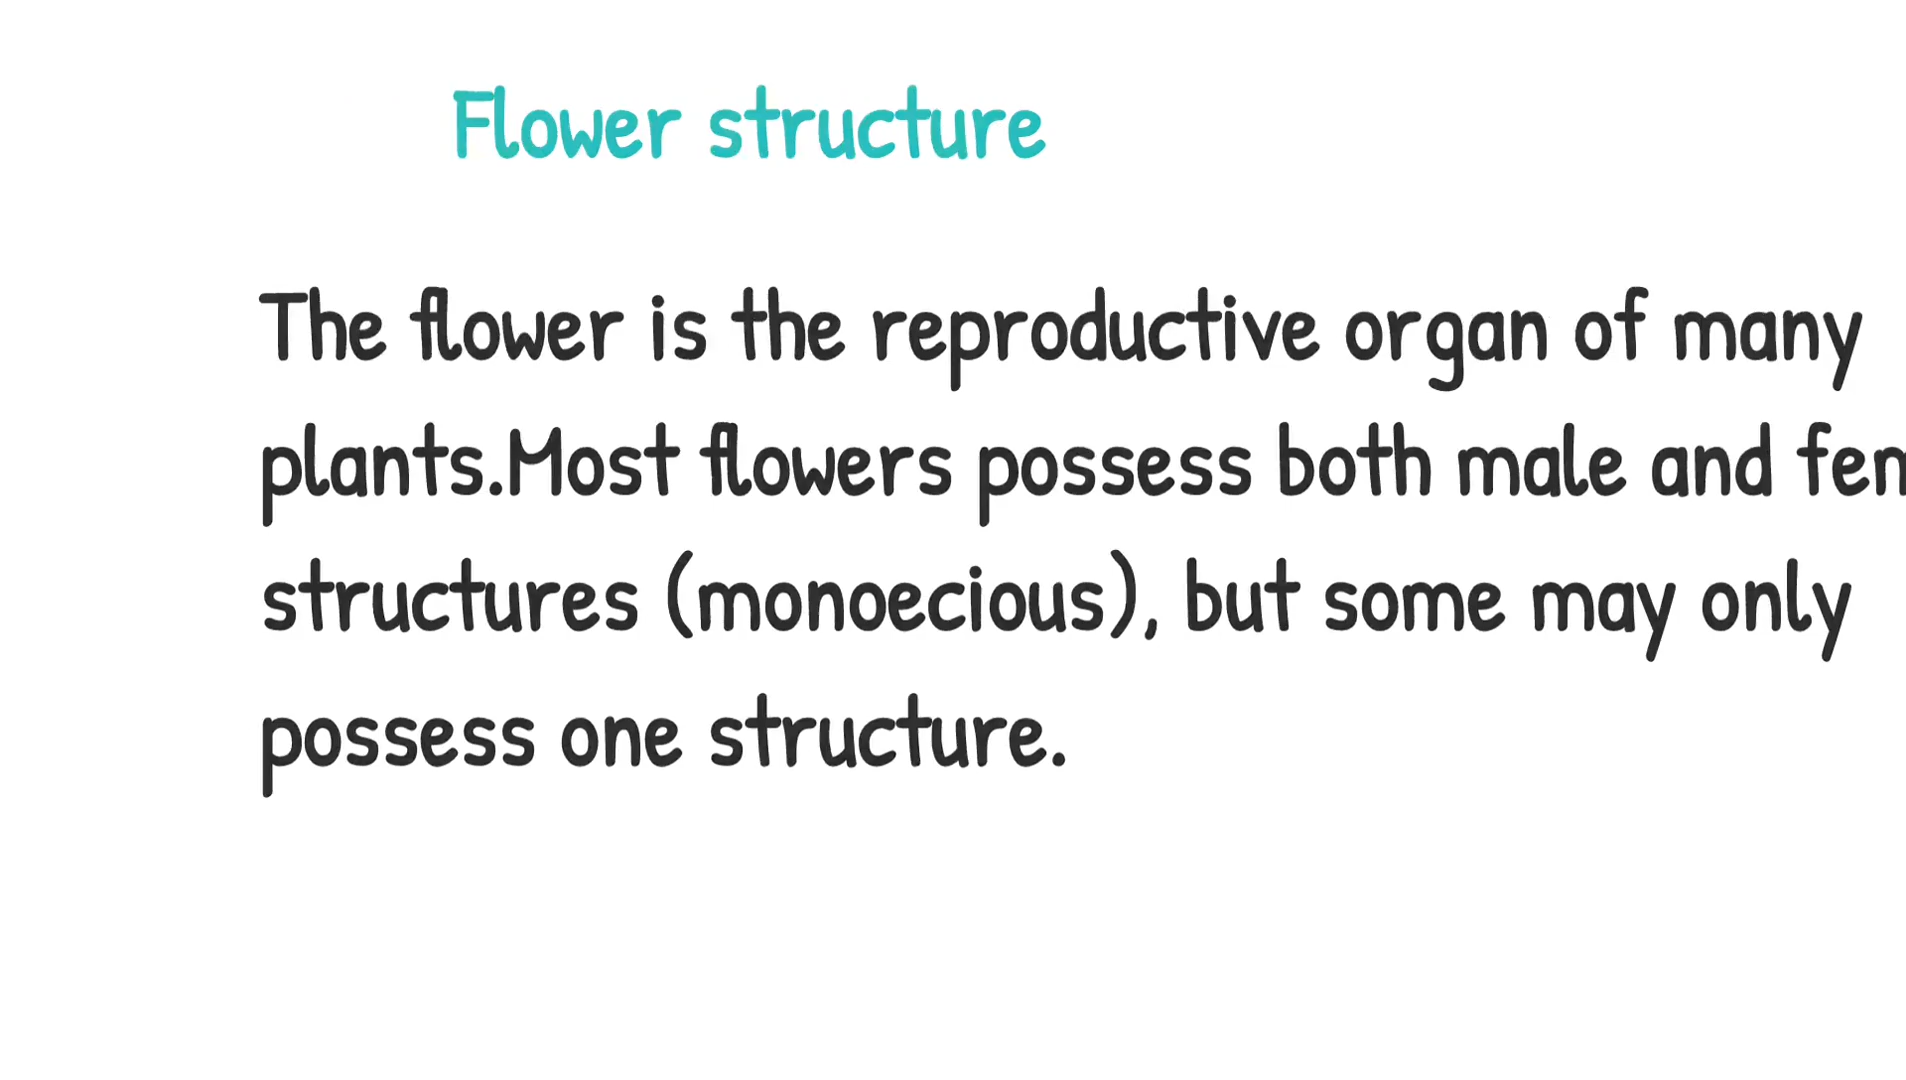 Flower structure
The flower is the reproductive organ of many
plants.Most flowers possess both male and
structures (monoecious), but some may only
possess one structure.